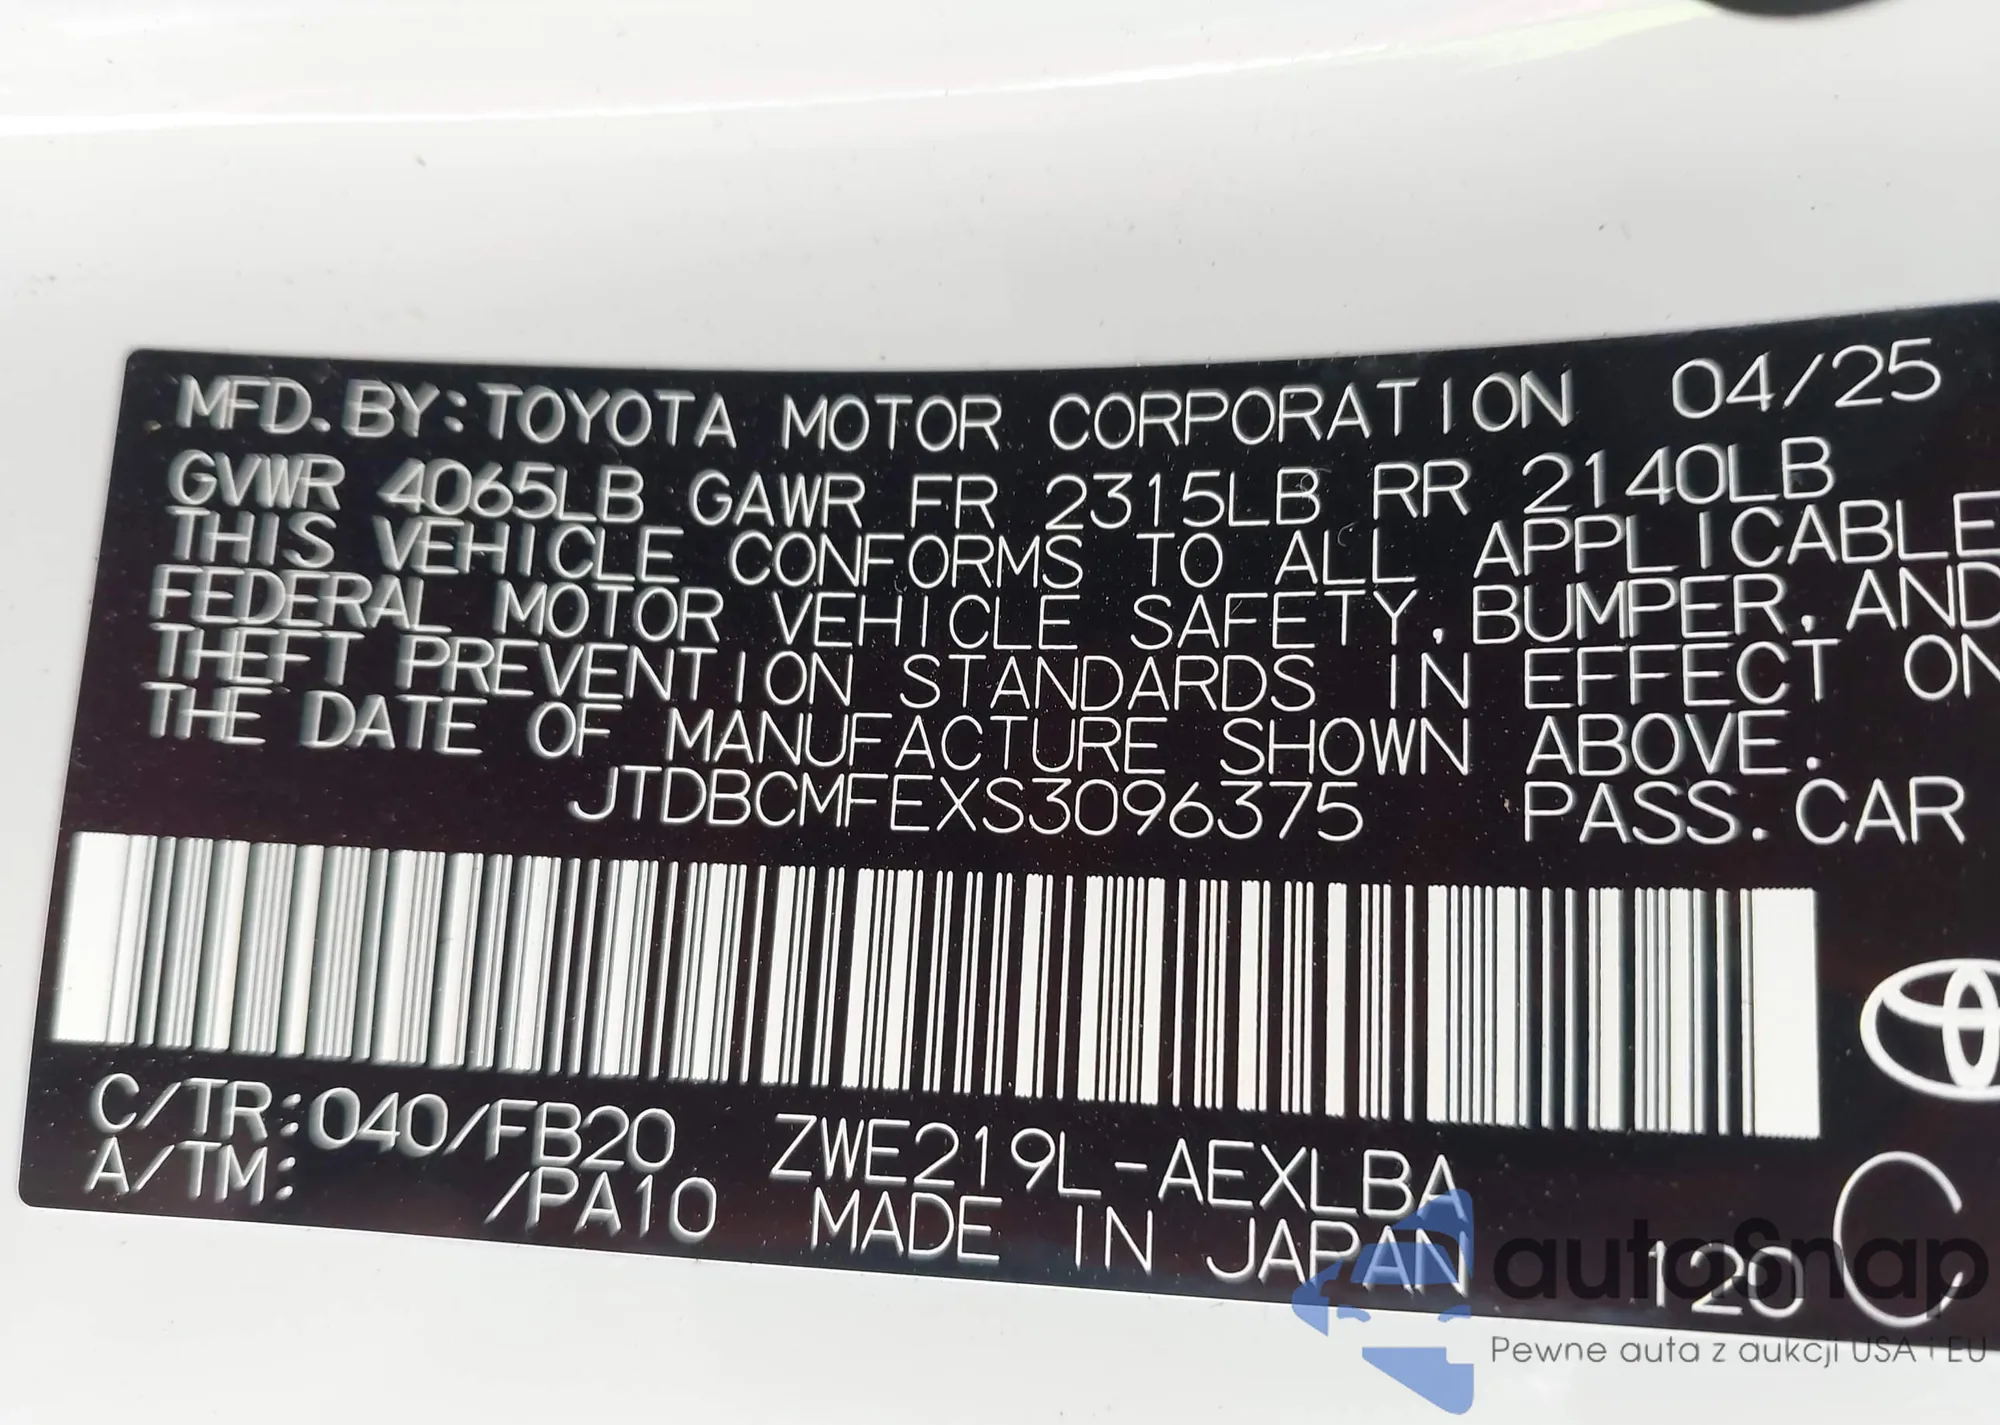 MFD. BY: TOYOTA MOTOR CORPORATION 04/25
GVWR 4065LB GAWR FR 2315LB RR 2140LB
THIS VEHICLE CONFORMS TO ALL APPLICABLE
FEDERAL MOTOR VEHICLE SAFETY, BUMPER, AND
THEFT PREVENTION STANDARDS IN EFFECT ON
THE DATE OF MANUFACTURE SHOWN ABOVE.
JTDBCMFEXS3096375 PASS. CAR
C/TR: 040/FB20 ZWE219L-AEXLBA
A/TM: /PA10 MADE IN JAPAN 120
C
autoSnap
Pewne auta z aukcji USA i EU